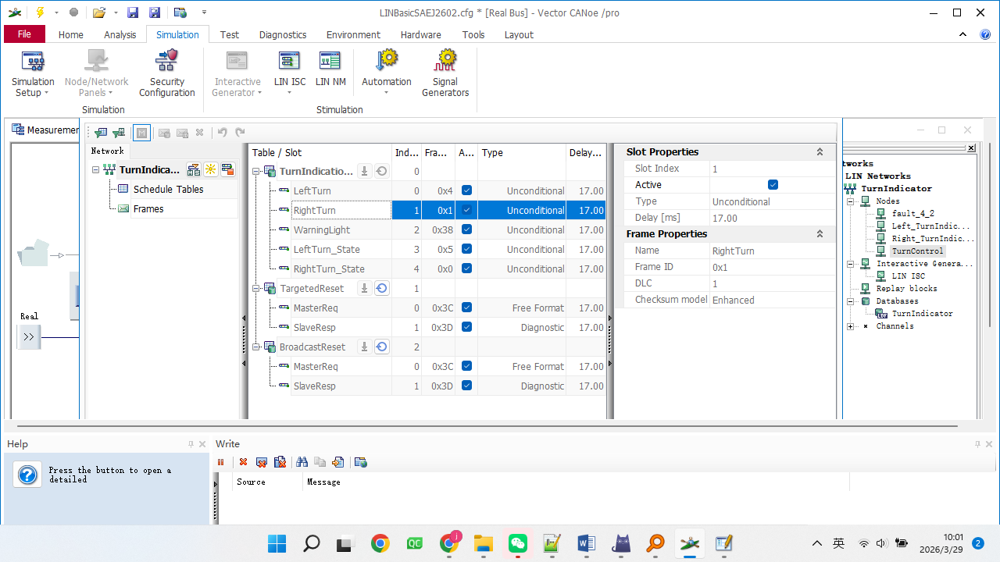 LINBasicSAEJ2602.cfg * [Real Bus] - Vector CANoe /pro
File Home Analysis Simulation Test Diagnostics Environment Hardware Tools Layout
Simulation Setup
Node/Network Panels
Security Configuration
Interactive Generator
LIN ISC
LIN NM
Automation
Signal Generators
Simulation
Stimulation
Measuremen
Real
Network
TurnIndica...
Schedule Tables
Frames
Table / Slot Ind... Fra... A... Type Delay...
TurnIndicatio... 0
LeftTurn 0 0x4 Unconditional 17.00
RightTurn 1 0x1 Unconditional 17.00
WarningLight 2 0x38 Unconditional 17.00
LeftTurn_State 3 0x5 Unconditional 17.00
RightTurn_State 4 0x0 Unconditional 17.00
TargetedReset 1
MasterReq 0 0x3C Free Format 17.00
SlaveResp 1 0x3D Diagnostic 17.00
BroadcastReset 2
MasterReq 0 0x3C Free Format 17.00
SlaveResp 1 0x3D Diagnostic 17.00
Slot Properties
Slot Index 1
Active
Type Unconditional
Delay [ms] 17.00
Frame Properties
Name RightTurn
Frame ID 0x1
DLC 1
Checksum model Enhanced
tworks
LIN Networks
TurnIndicator
Nodes
fault_4_2
Left_TurnIndic...
Right_TurnIndic...
TurnControl
Interactive Genera...
LIN ISC
Replay blocks
Databases
TurnIndicator
Channels
Help
Press the button to open a
detailed
Write
Source Message
QC
英
10:01
2026/3/29
2